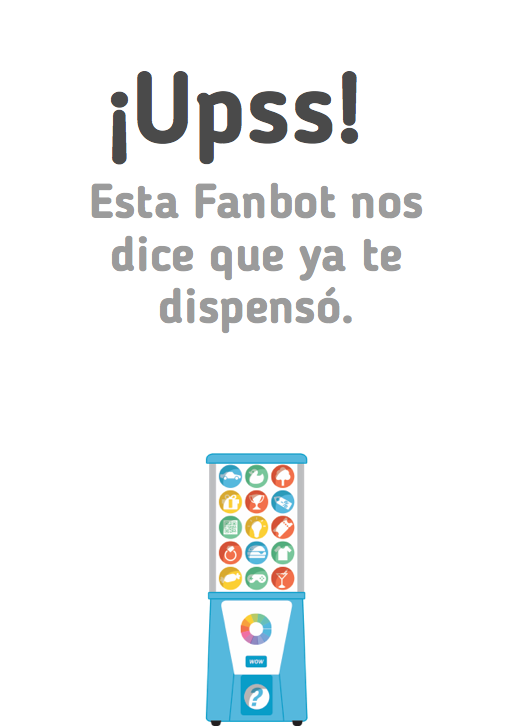 ¡Upss!
Esta Fanbot nos
dice que ya te
dispensó.
WOW
?